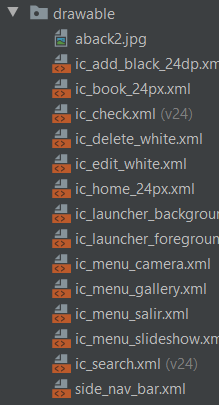 drawable
aback2.jpg
ic_add_black_24dp.xm
ic_book_24px.xml
ic_check.xml (v24)
ic_delete_white.xml
ic_edit_white.xml
ic_home_24px.xml
ic_launcher_backgroun
ic_launcher_foregroun
ic_menu_camera.xml
ic_menu_gallery.xml
ic_menu_salir.xml
ic_menu_slideshow.xm
ic_search.xml (v24)
side_nav_bar.xml